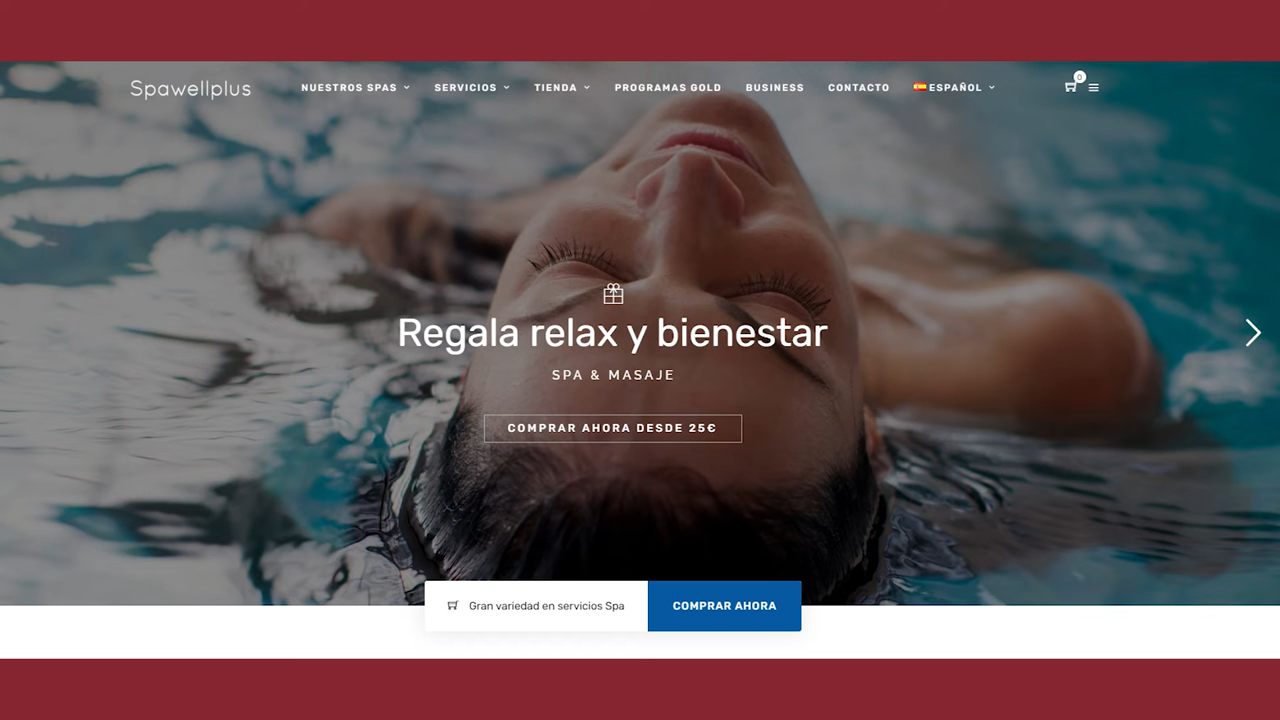 Spawellplus
NUESTROS SPAS
SERVICIOS
TIENDA
PROGRAMAS GOLD
BUSINESS
CONTACTO
ESPAÑOL
0
Regala relax y bienestar
SPA & MASAJE
COMPRAR AHORA DESDE 25€
Gran variedad en servicios Spa
COMPRAR AHORA